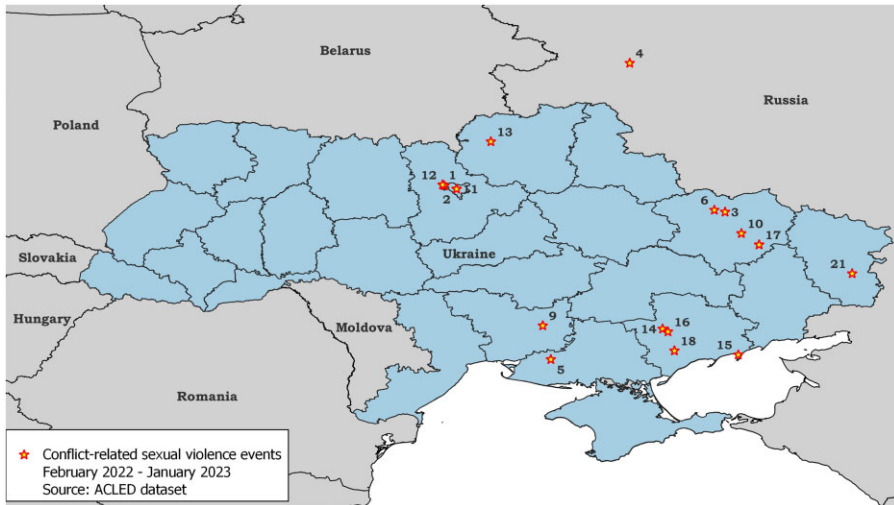 4
Belarus
Russia
Poland
13
12
1
11
2
6
3
10
17
Slovakia
Ukraine
21
Hungary
Moldova
9
14
16
18
15
5
Romania
Conflict-related sexual violence events
February 2022 - January 2023
Source: ACLED dataset